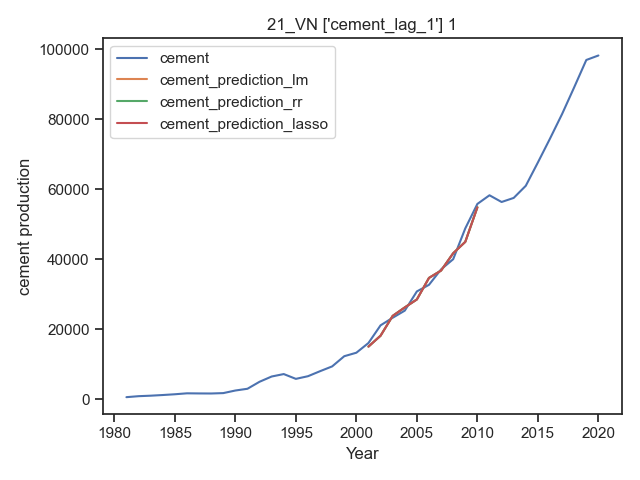 21_VN ['cement_lag_1'] 1
cement
cement_prediction_lm
cement_prediction_rr
cement_prediction_lasso
cement production
100000
80000
60000
40000
20000
0
1980 1985 1990 1995 2000 2005 2010 2015 2020
Year